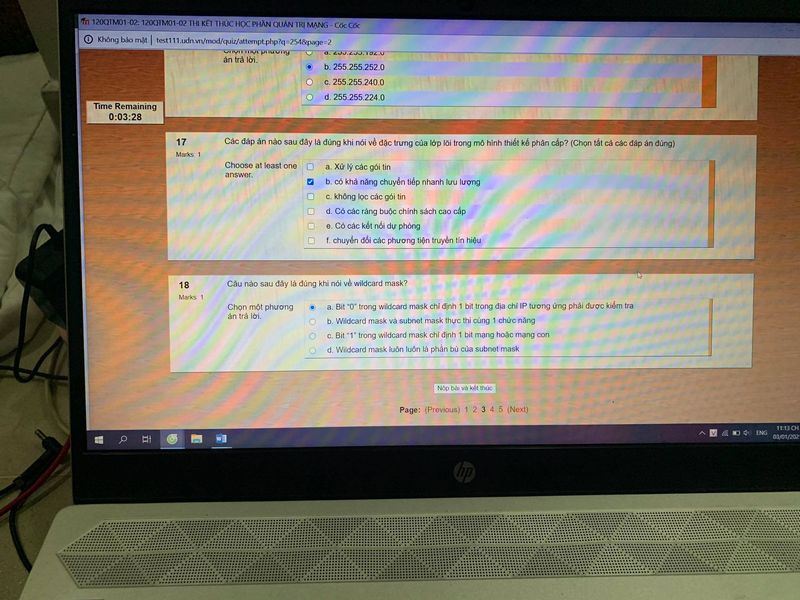 120QTM01-02: 120QTM01-02 THI KẾT THÚC HỌC PHẦN QUẢN TRỊ MẠNG - Cốc Cốc
Không bảo mật | test111.udn.vn/mod/quiz/attempt.php?q=254&page=2
Chọn một phương án trả lời.
a. 255.255.192.0
b. 255.255.252.0
c. 255.255.240.0
d. 255.255.224.0
Time Remaining
0:03:28
17
Marks: 1
Các đáp án nào sau đây là đúng khi nói về đặc trưng của lớp lõi trong mô hình thiết kế phân cấp? (Chọn tất cả các đáp án đúng)
Choose at least one answer.
a. Xử lý các gói tin
b. có khả năng chuyển tiếp nhanh lưu lượng
c. không lọc các gói tin
d. Có các ràng buộc chính sách cao cấp
e. Có các kết nối dự phòng
f. chuyển đổi các phương tiện truyền tín hiệu
18
Marks: 1
Câu nào sau đây là đúng khi nói về wildcard mask?
Chọn một phương án trả lời.
a. Bit "0" trong wildcard mask chỉ định 1 bit trong địa chỉ IP tương ứng phải được kiểm tra
b. Wildcard mask và subnet mask thực thi cùng 1 chức năng
c. Bit "1" trong wildcard mask chỉ định 1 bit mạng hoặc mạng con
d. Wildcard mask luôn luôn là phần bù của subnet mask
Nộp bài và kết thúc
Page: (Previous) 1 2 3 4 5 (Next)
ENG
11:13 CH
03/01/202
hp